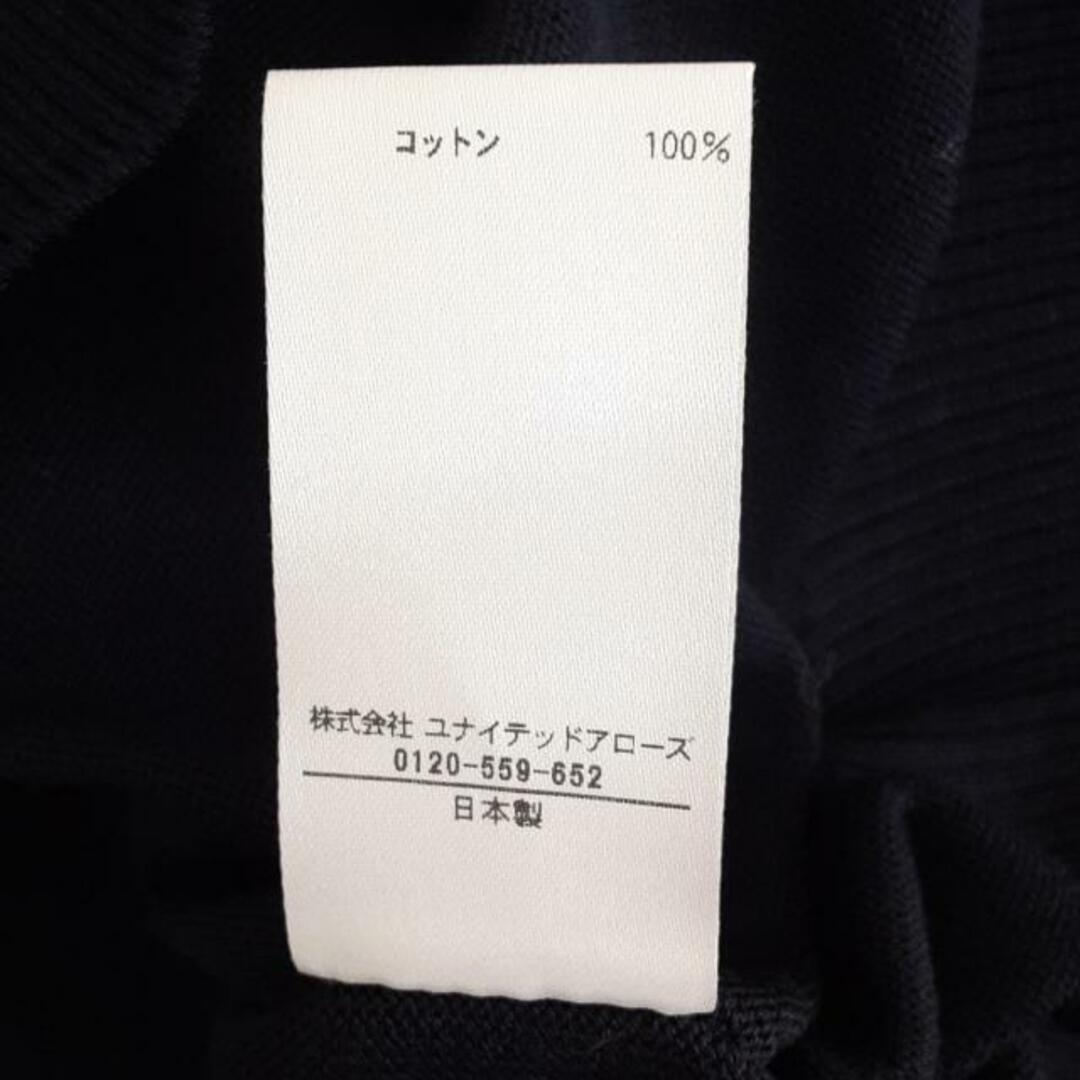 コットン 100%
株式会社 ユナイテッドアローズ
0120-559-652
日本製